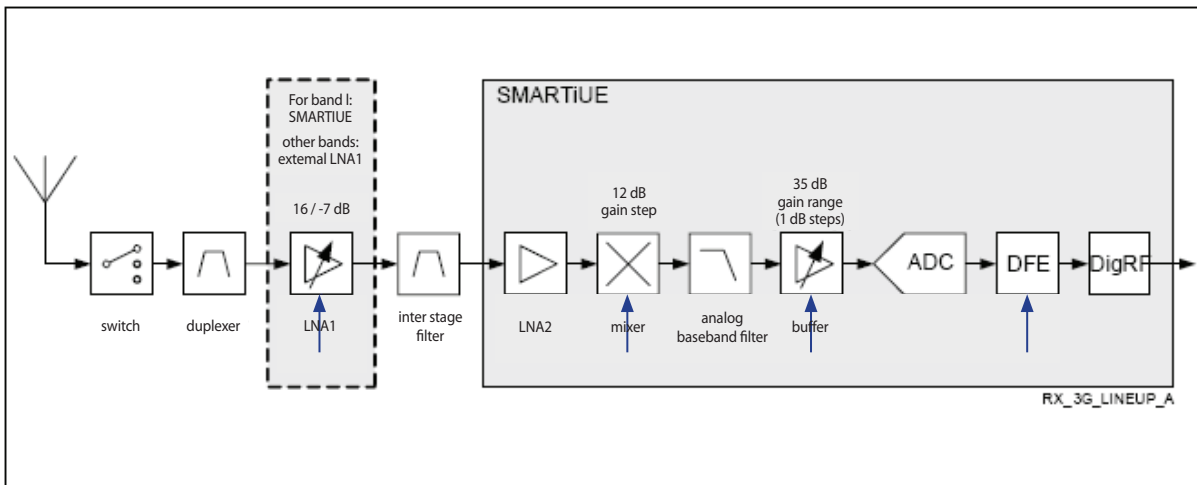 For band I:
SMARTIUE
other bands:
external LNA1
16 / -7 dB
SMARTiUE
12 dB
gain step
35 dB
gain range
(1 dB steps)
ADC
DFE
DigRF
switch
duplexer
LNA1
inter stage
filter
LNA2
mixer
analog
baseband filter
buffer
RX_3G_LINEUP_A